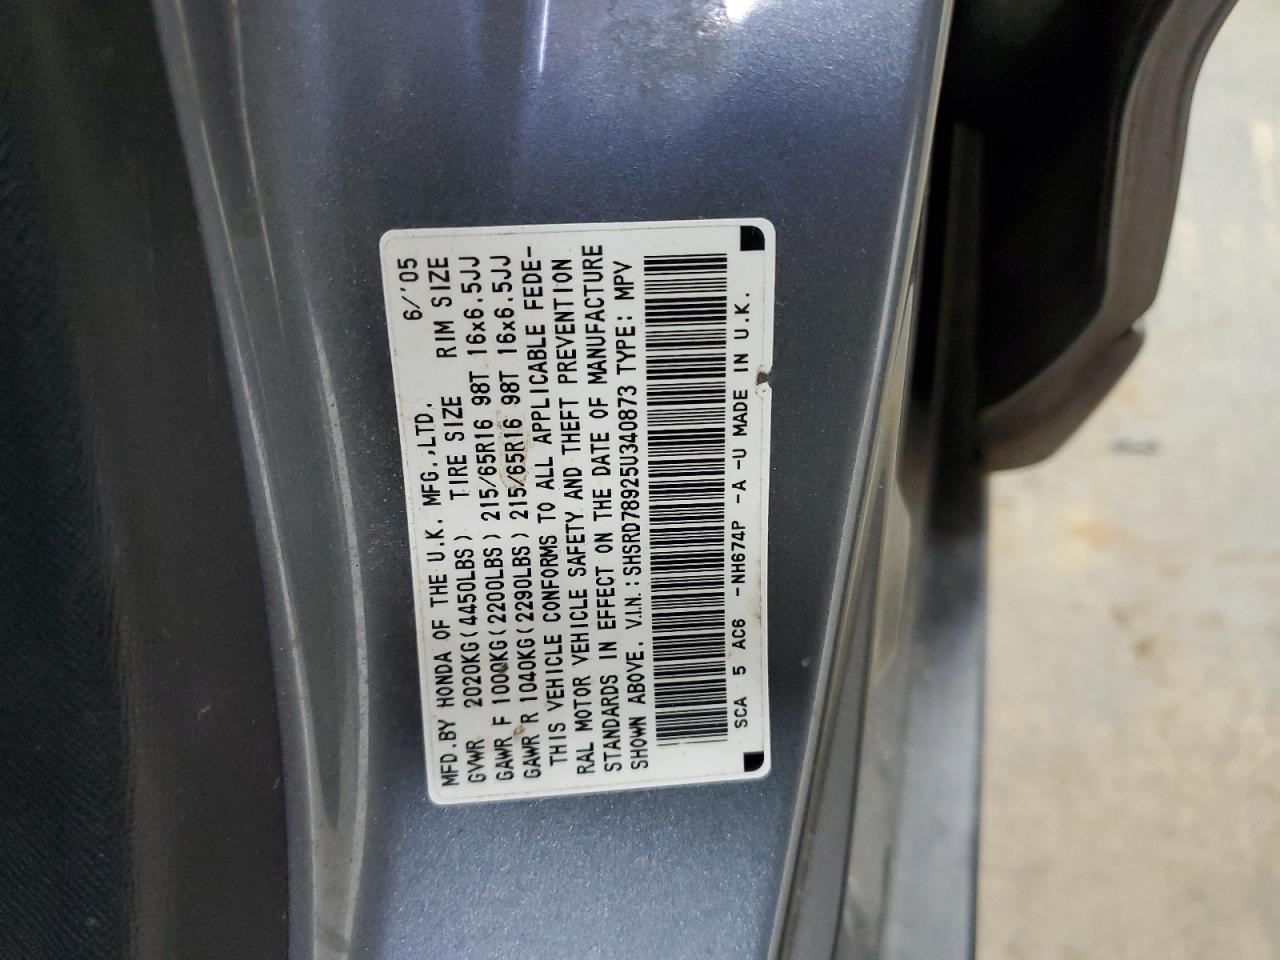 MFD.BY HONDA OF THE U.K. MFG.,LTD. 6/'05
GVWR 2020KG(4450LBS) TIRE SIZE RIM SIZE
GAWR F 1000KG(2200LBS) 215/65R16 98T 16x6.5JJ
GAWR R 1040KG(2290LBS) 215/65R16 98T 16x6.5JJ
THIS VEHICLE CONFORMS TO ALL APPLICABLE FEDE-
RAL MOTOR VEHICLE SAFETY AND THEFT PREVENTION
STANDARDS IN EFFECT ON THE DATE OF MANUFACTURE
SHOWN ABOVE. V.I.N.:SHSRD78925U340873 TYPE: MPV
SCA 5 AC6 -NH674P -A -U MADE IN U.K.